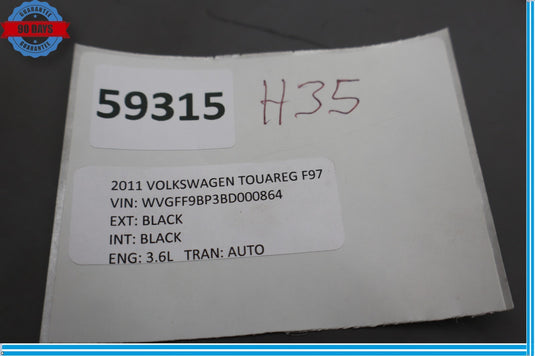 GUARANTEE
90 DAYS
GUARANTEE
59315 H35
2011 VOLKSWAGEN TOUAREG F97
VIN: WVGFF9BP3BD000864
EXT: BLACK
INT: BLACK
ENG: 3.6L TRAN: AUTO